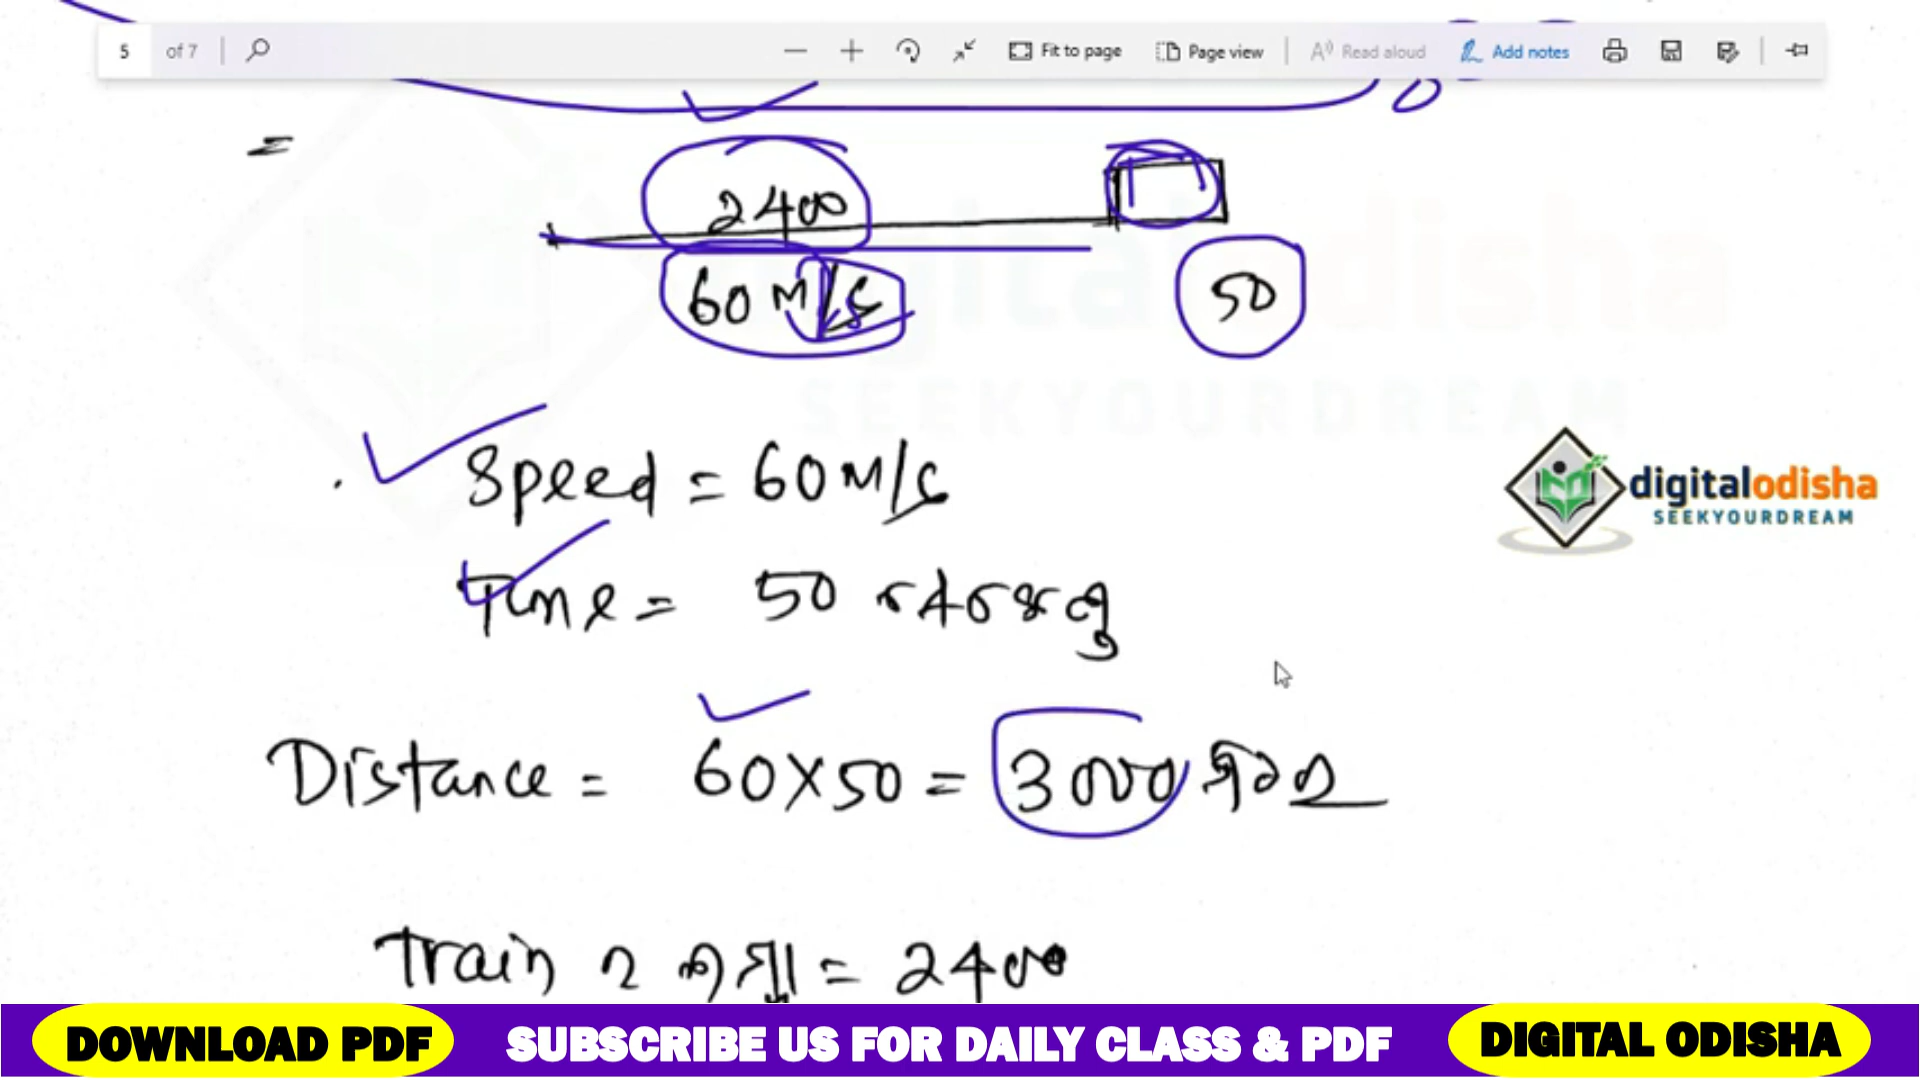 5 of 7 Fit to page Page view Read aloud Add notes
=
2400
60 M/S
50
Speed = 60 M/S
Time = 50 ସେକେଣ୍ଡ
digitalodisha
SEEKYOURDREAM
Distance = 60 X 50 = 3000 ମିଟର
Train ର = 2400
DOWNLOAD PDF SUBSCRIBE US FOR DAILY CLASS & PDF DIGITAL ODISHA